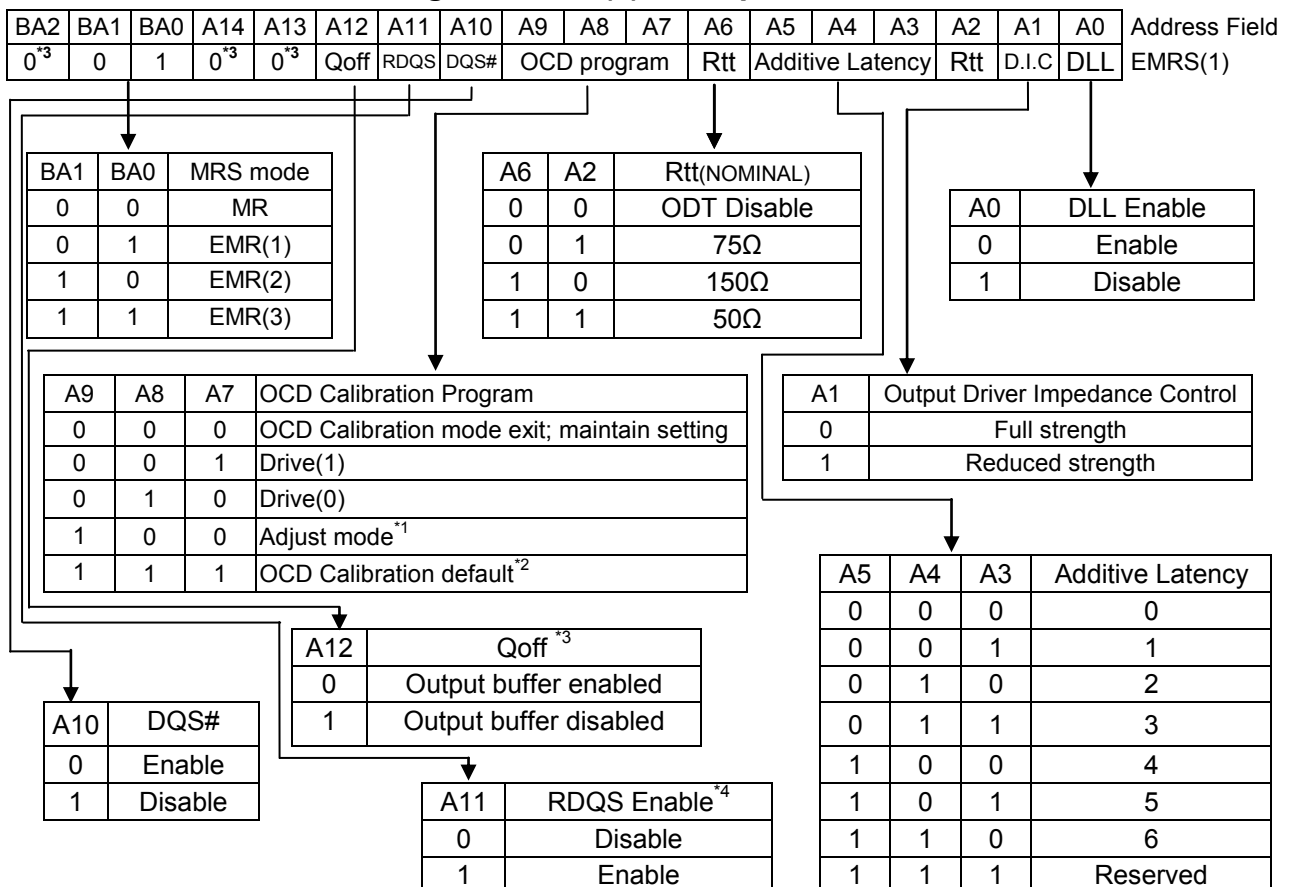 BA2 BA1 BA0 A14 A13 A12 A11 A10 A9 A8 A7 A6 A5 A4 A3 A2 A1 A0 Address Field
0*3 0 1 0*3 0*3 Qoff RDQS DQS# OCD program Rtt Additive Latency Rtt D.I.C DLL EMRS(1)
BA1 BA0 MRS mode
0 0 MR
0 1 EMR(1)
1 0 EMR(2)
1 1 EMR(3)
A6 A2 Rtt(NOMINAL)
0 0 ODT Disable
0 1 75Ω
1 0 150Ω
1 1 50Ω
A0 DLL Enable
0 Enable
1 Disable
A9 A8 A7 OCD Calibration Program
0 0 0 OCD Calibration mode exit; maintain setting
0 0 1 Drive(1)
0 1 0 Drive(0)
1 0 0 Adjust mode*1
1 1 1 OCD Calibration default*2
A1 Output Driver Impedance Control
0 Full strength
1 Reduced strength
A12 Qoff *3
0 Output buffer enabled
1 Output buffer disabled
A10 DQS#
0 Enable
1 Disable
A11 RDQS Enable*4
0 Disable
1 Enable
A5 A4 A3 Additive Latency
0 0 0 0
0 0 1 1
0 1 0 2
0 1 1 3
1 0 0 4
1 0 1 5
1 1 0 6
1 1 1 Reserved